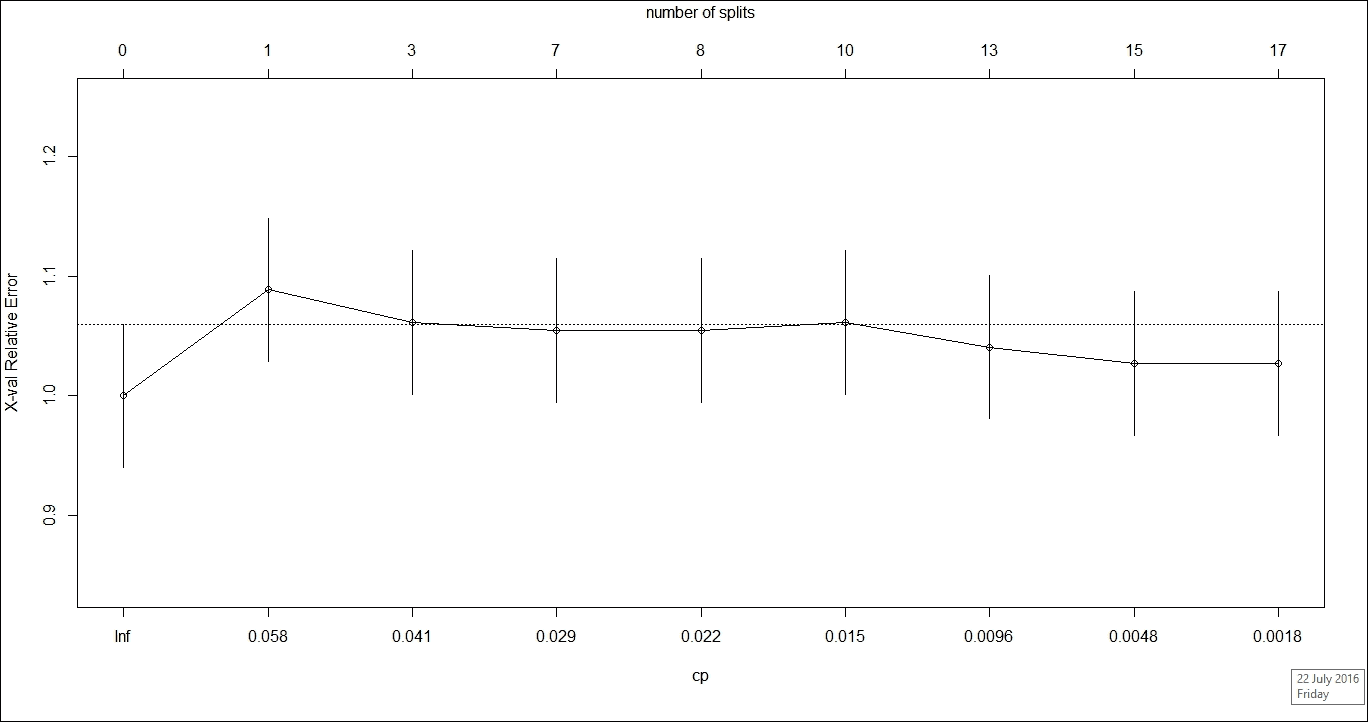 number of splits
0 1 3 7 8 10 13 15 17
X-val Relative Error
1.2
1.1
1.0
0.9
Inf 0.058 0.041 0.029 0.022 0.015 0.0096 0.0048 0.0018
cp
22 July 2016
Friday